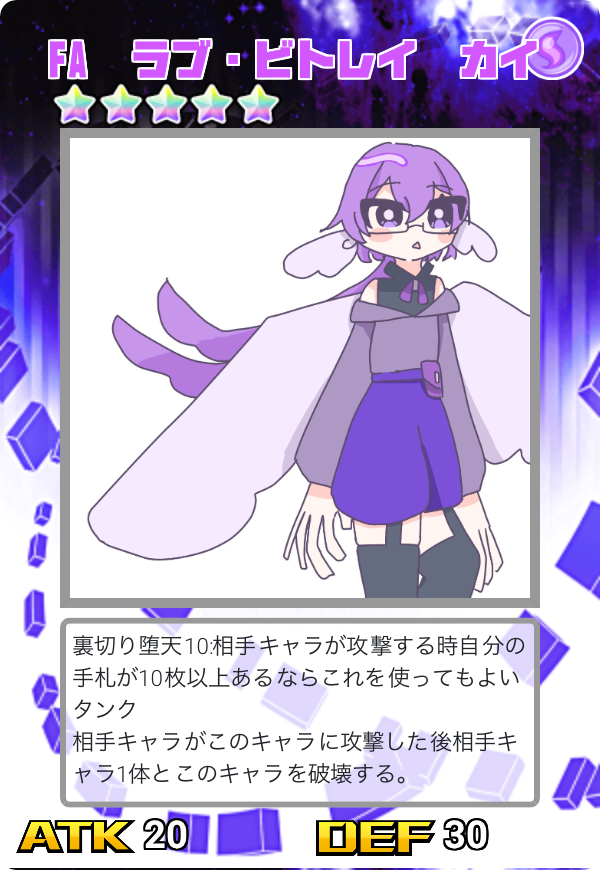 FA ラブ・ビトレイ カイ
裏切り堕天10:相手キャラが攻撃する時自分の
手札が10枚以上あるならこれを使ってもよい
タンク
相手キャラがこのキャラに攻撃した後相手キ
ャラ1体とこのキャラを破壊する。
ATK 20 DEF 30